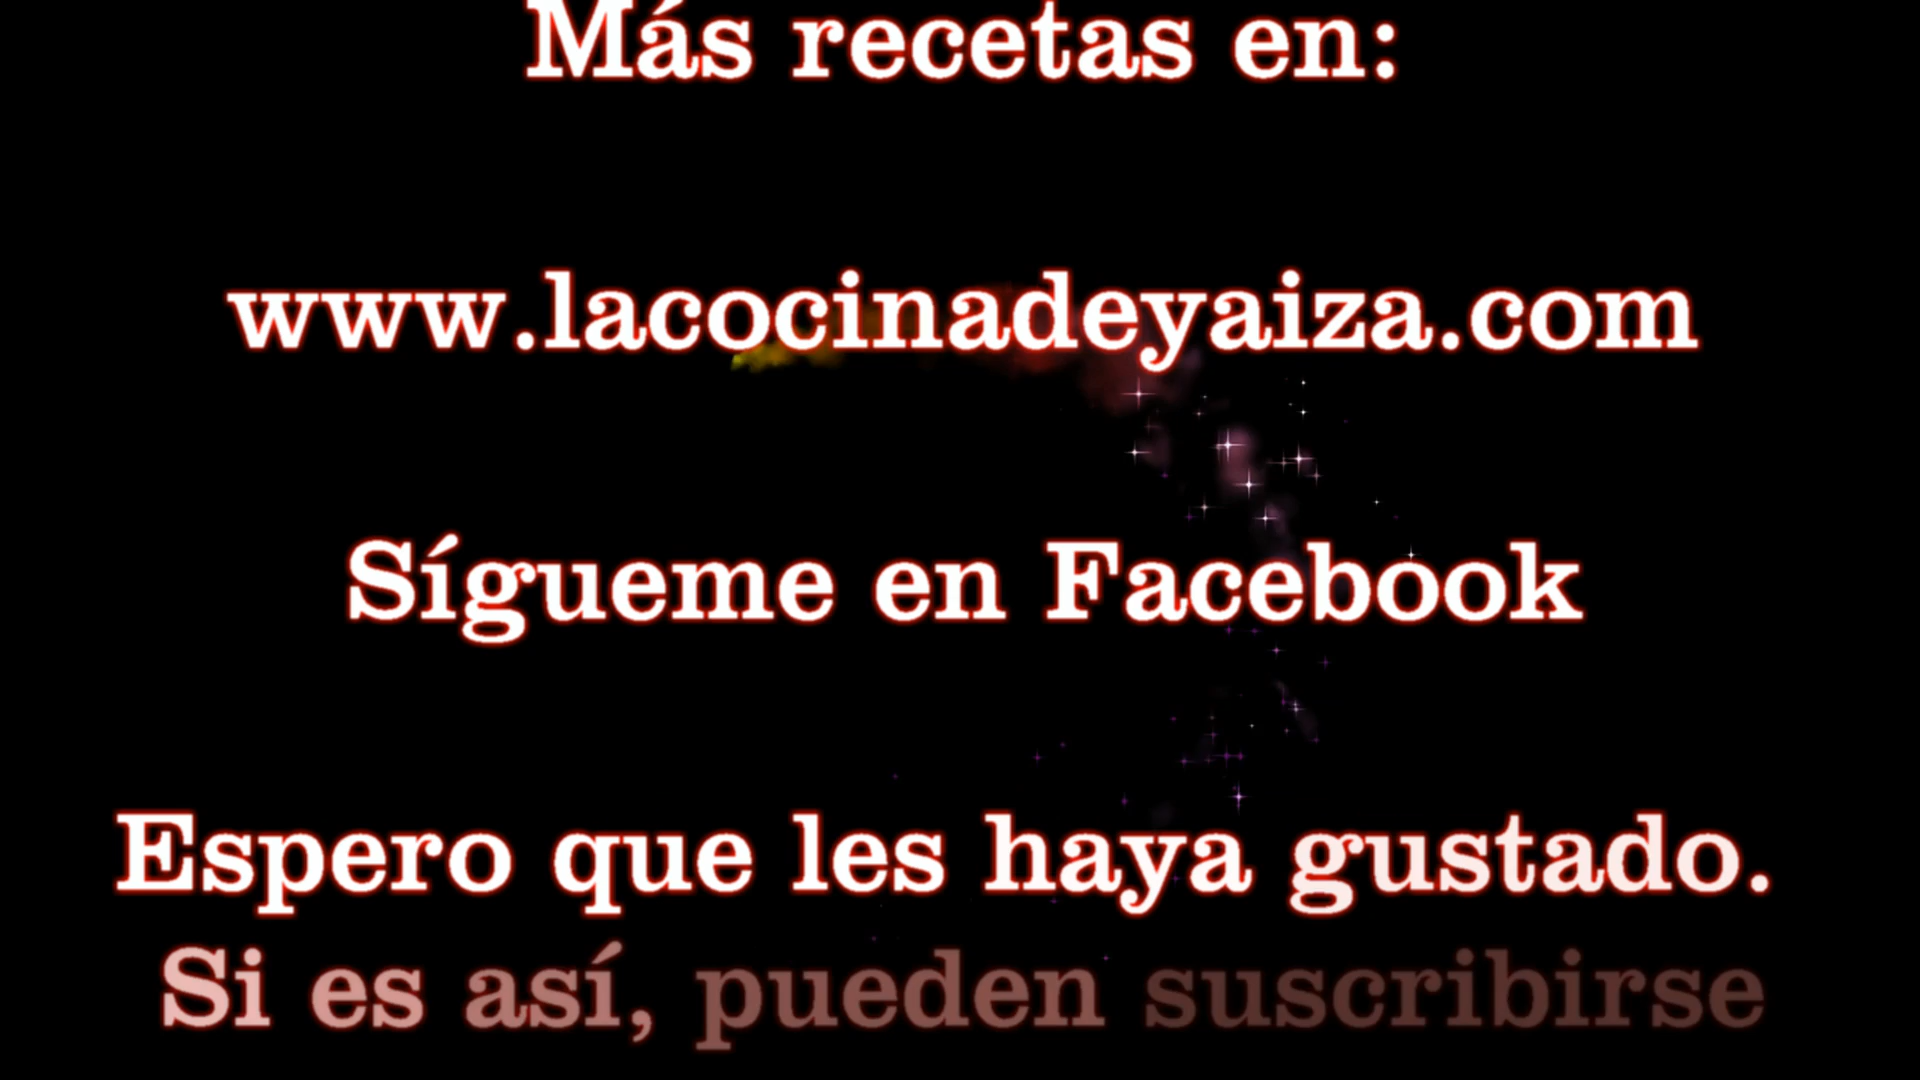 Más recetas en:
www.lacocinadeyaiza.com
Sígueme en Facebook
Espero que les haya gustado.
Si es así, pueden suscribirse